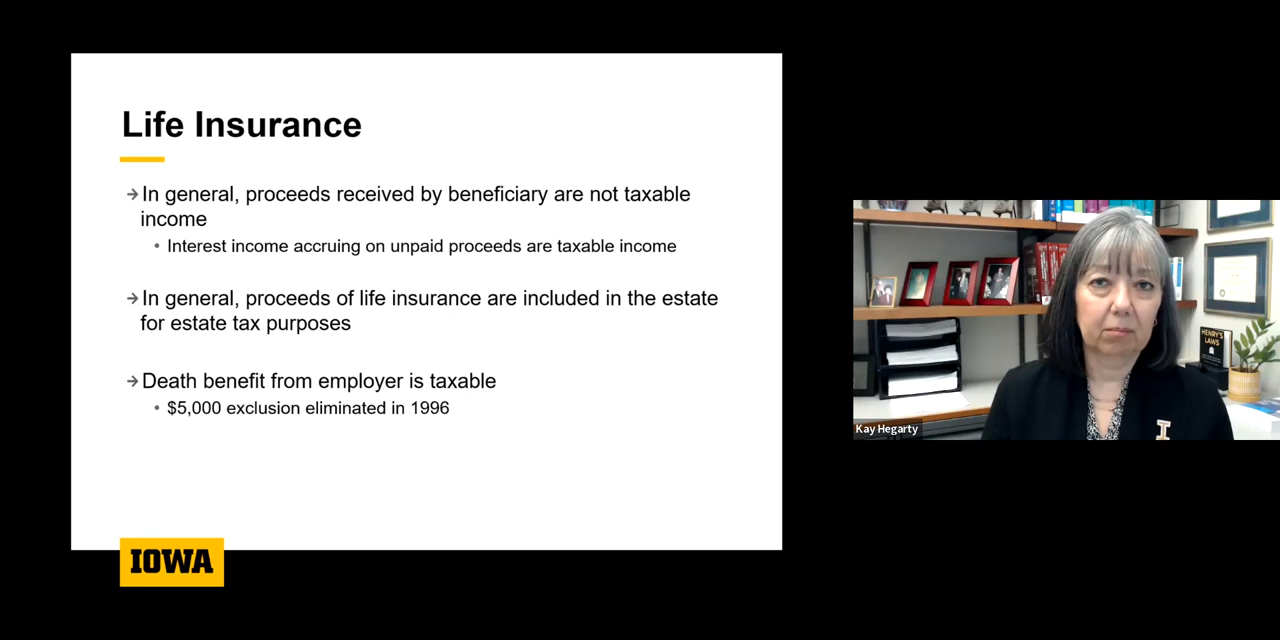 Life Insurance
→In general, proceeds received by beneficiary are not taxable
income
• Interest income accruing on unpaid proceeds are taxable income
→In general, proceeds of life insurance are included in the estate
for estate tax purposes
→Death benefit from employer is taxable
• $5,000 exclusion eliminated in 1996
IOWA
HENRY'S
LAWS
I
Kay Hegarty